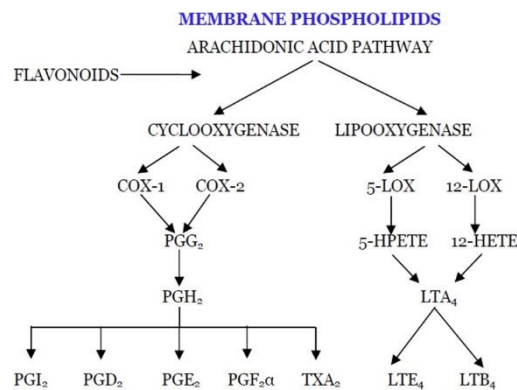 MEMBRANE PHOSPHOLIPIDS
ARACHIDONIC ACID PATHWAY
FLAVONOIDS
CYCLOOXYGENASE LIPOOXYGENASE
COX-1 COX-2 5-LOX 12-LOX
PGG₂ 5-HPETE 12-HETE
PGH₂ LTA₄
PGI₂ PGD₂ PGE₂ PGF₂α TXA₂ LTE₄ LTB₄